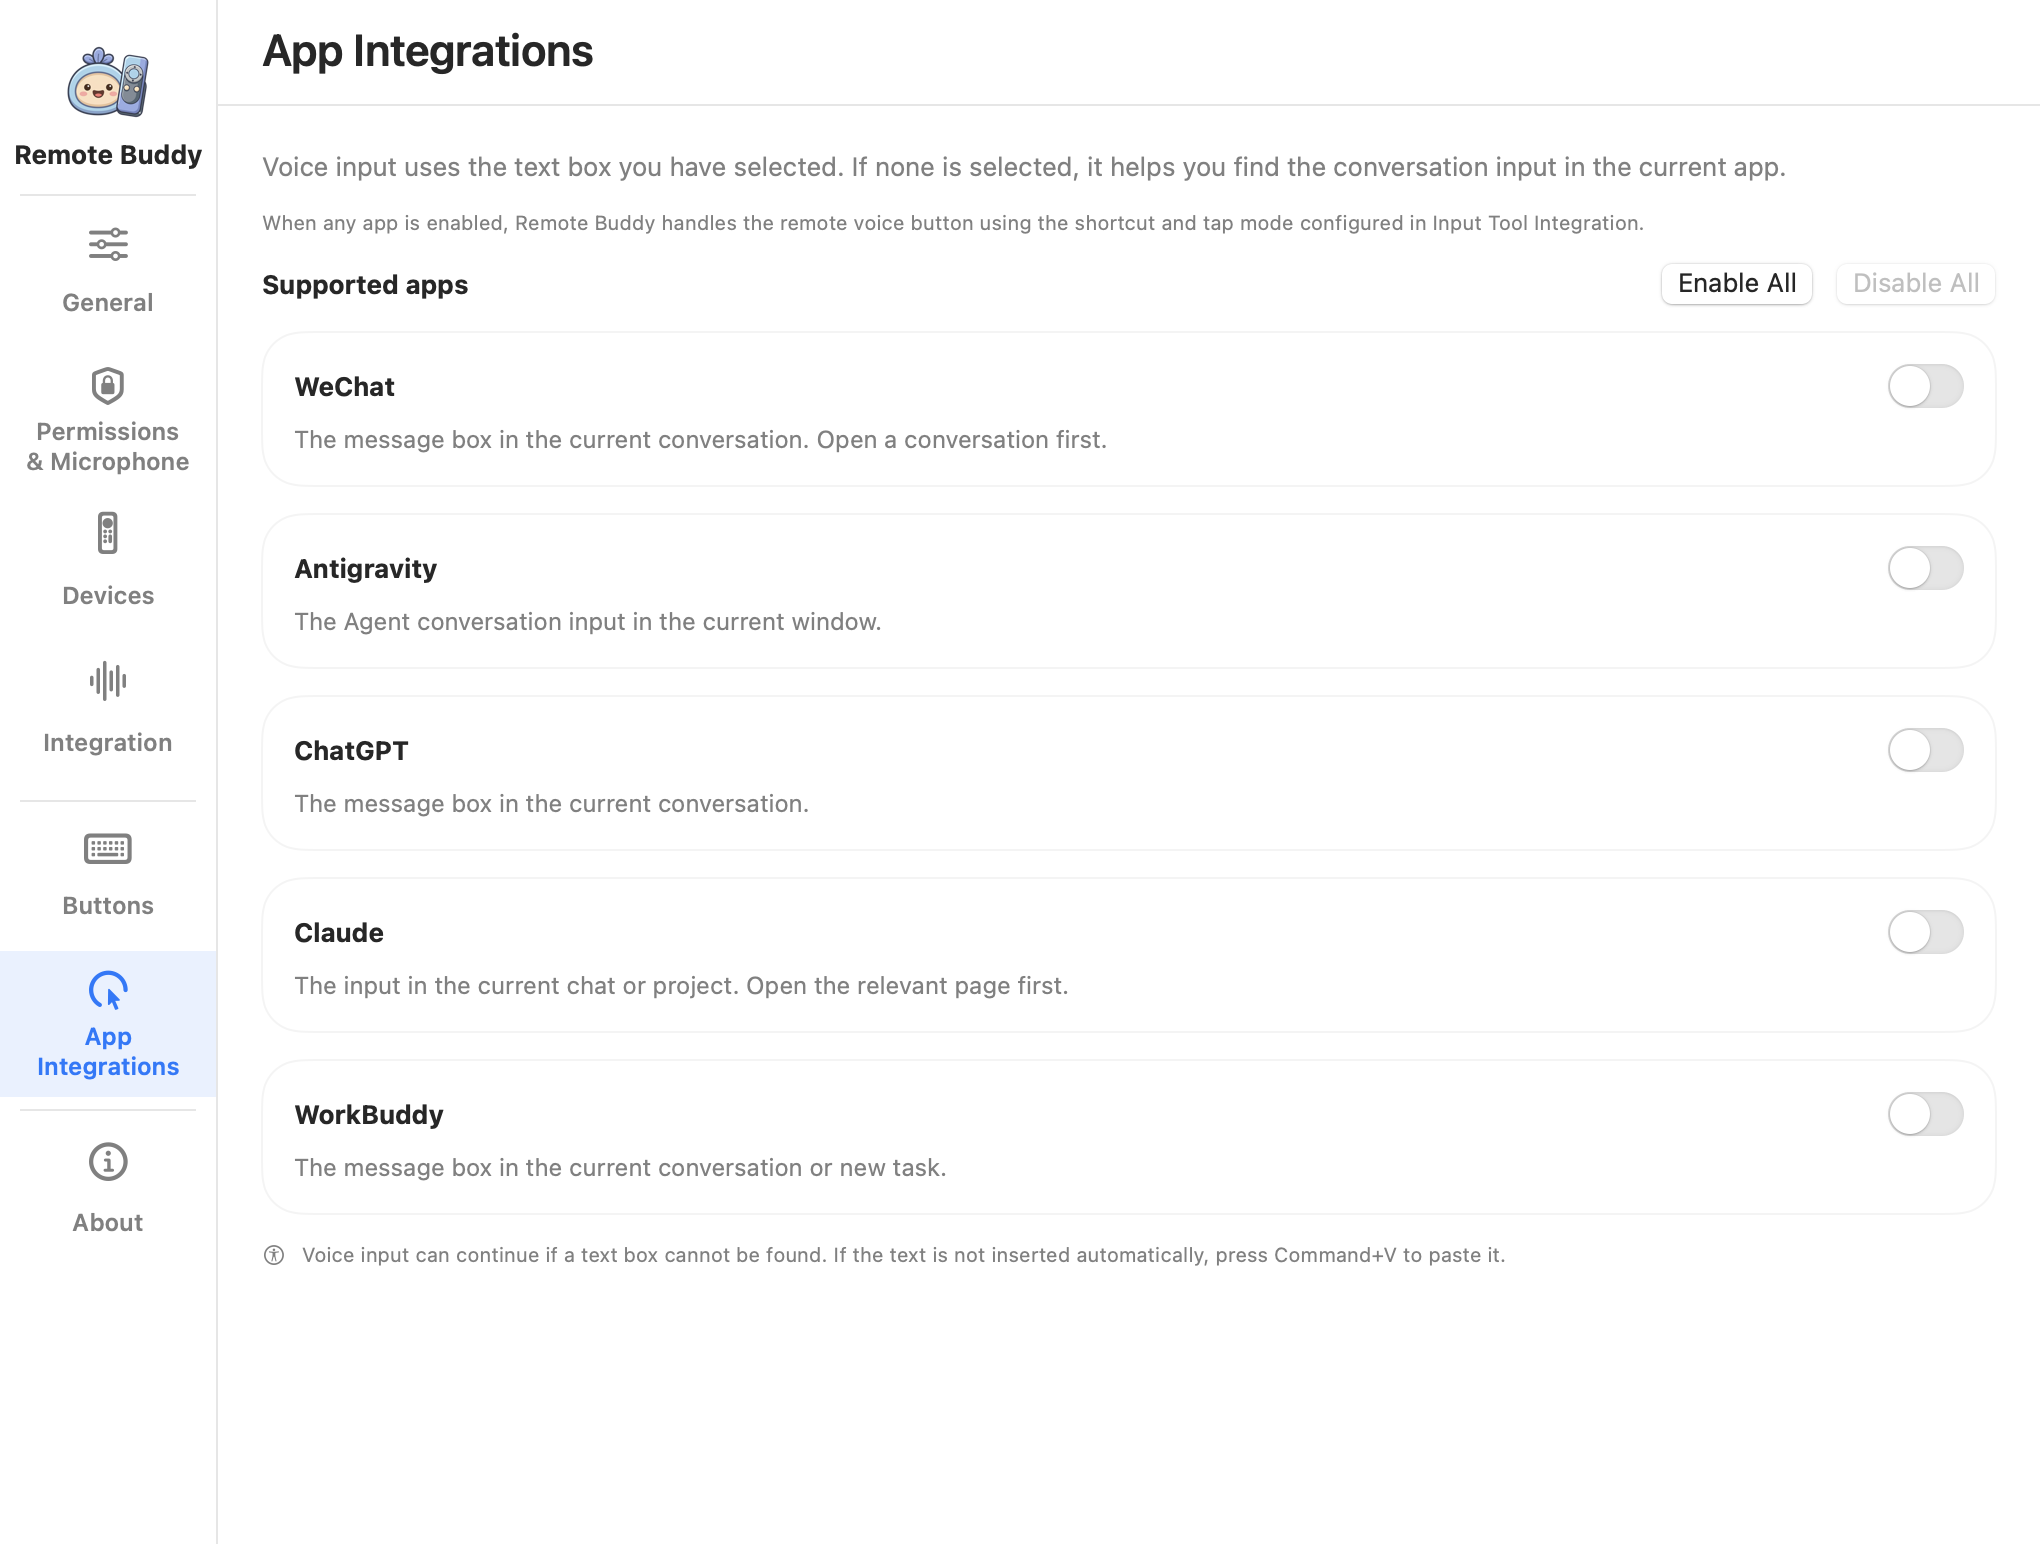 Remote Buddy
General
Permissions
& Microphone
Devices
Integration
Buttons
App
Integrations
About
App Integrations
Voice input uses the text box you have selected. If none is selected, it helps you find the conversation input in the current app.
When any app is enabled, Remote Buddy handles the remote voice button using the shortcut and tap mode configured in Input Tool Integration.
Supported apps
Enable All
Disable All
WeChat
The message box in the current conversation. Open a conversation first.
Antigravity
The Agent conversation input in the current window.
ChatGPT
The message box in the current conversation.
Claude
The input in the current chat or project. Open the relevant page first.
WorkBuddy
The message box in the current conversation or new task.
Voice input can continue if a text box cannot be found. If the text is not inserted automatically, press Command+V to paste it.